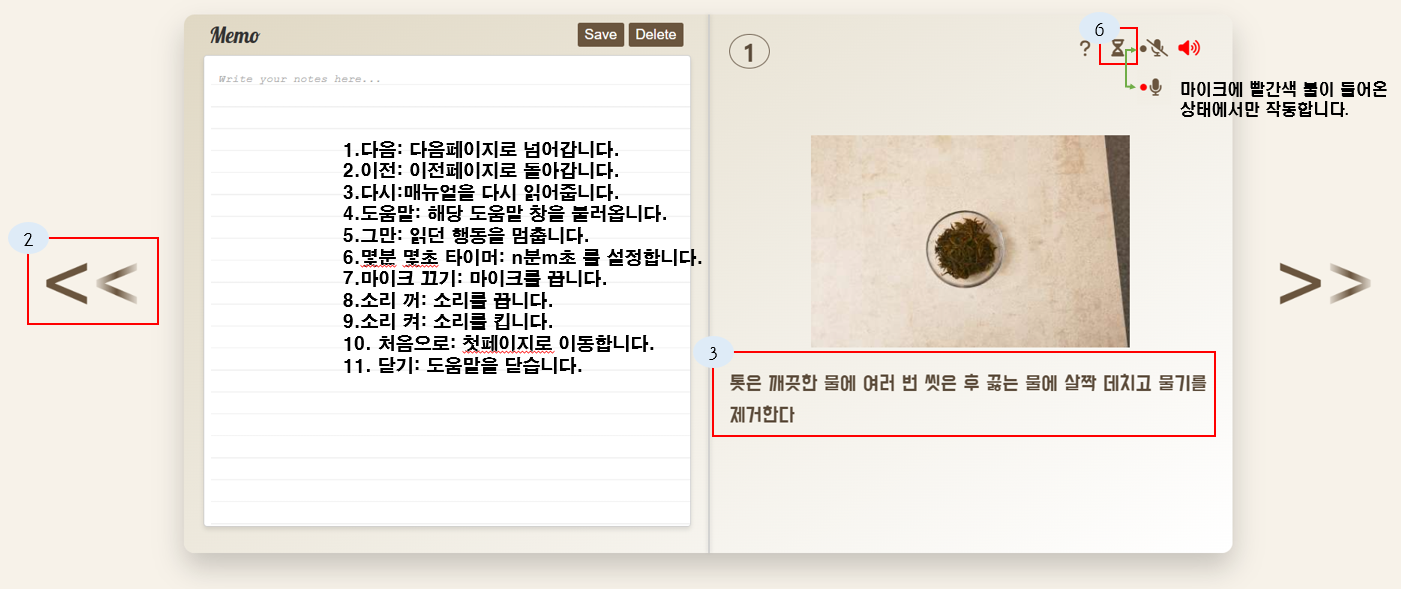 Memo
Save Delete
Write your notes here...
1.다음: 다음페이지로 넘어갑니다.
2.이전: 이전페이지로 돌아갑니다.
3.다시:매뉴얼을 다시 읽어줍니다.
4.도움말: 해당 도움말 창을 불러옵니다.
5.그만: 읽던 행동을 멈춥니다.
6.몇분 몇초 타이머: n분m초 를 설정합니다.
7.마이크 끄기: 마이크를 끕니다.
8.소리 꺼: 소리를 끕니다.
9.소리 켜: 소리를 킵니다.
10. 처음으로: 첫페이지로 이동합니다.
11. 닫기: 도움말을 닫습니다.
2
<<
1
6
?
마이크에 빨간색 불이 들어온
상태에서만 작동합니다.
3
톳은 깨끗한 물에 여러 번 씻은 후 끓는 물에 살짝 데치고 물기를
제거한다
>>